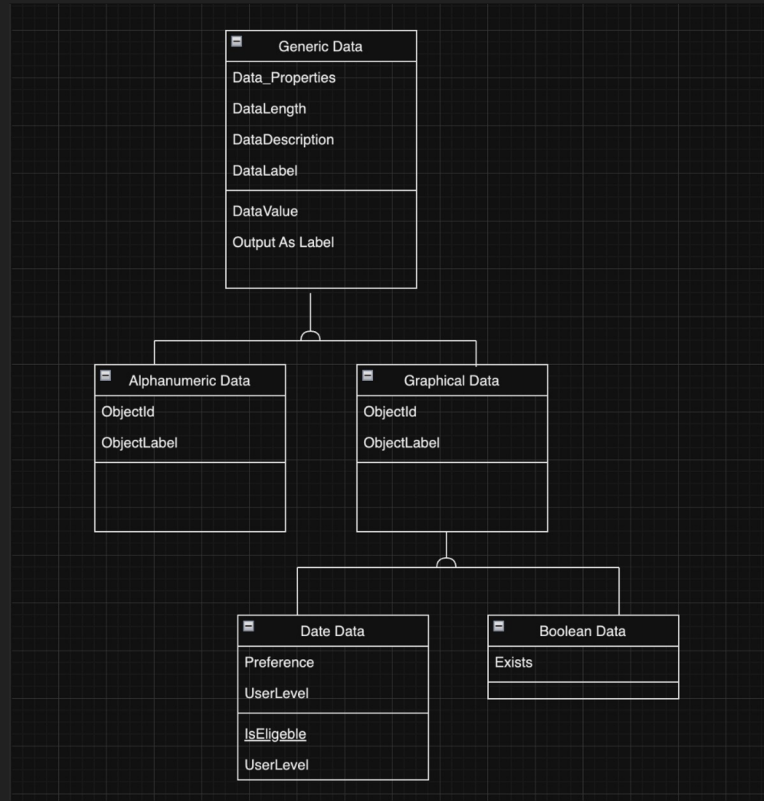 Generic Data
Data_Properties
DataLength
DataDescription
DataLabel
DataValue
Output As Label
Alphanumeric Data
ObjectId
ObjectLabel
Graphical Data
ObjectId
ObjectLabel
Date Data
Preference
UserLevel
IsEligeble
UserLevel
Boolean Data
Exists